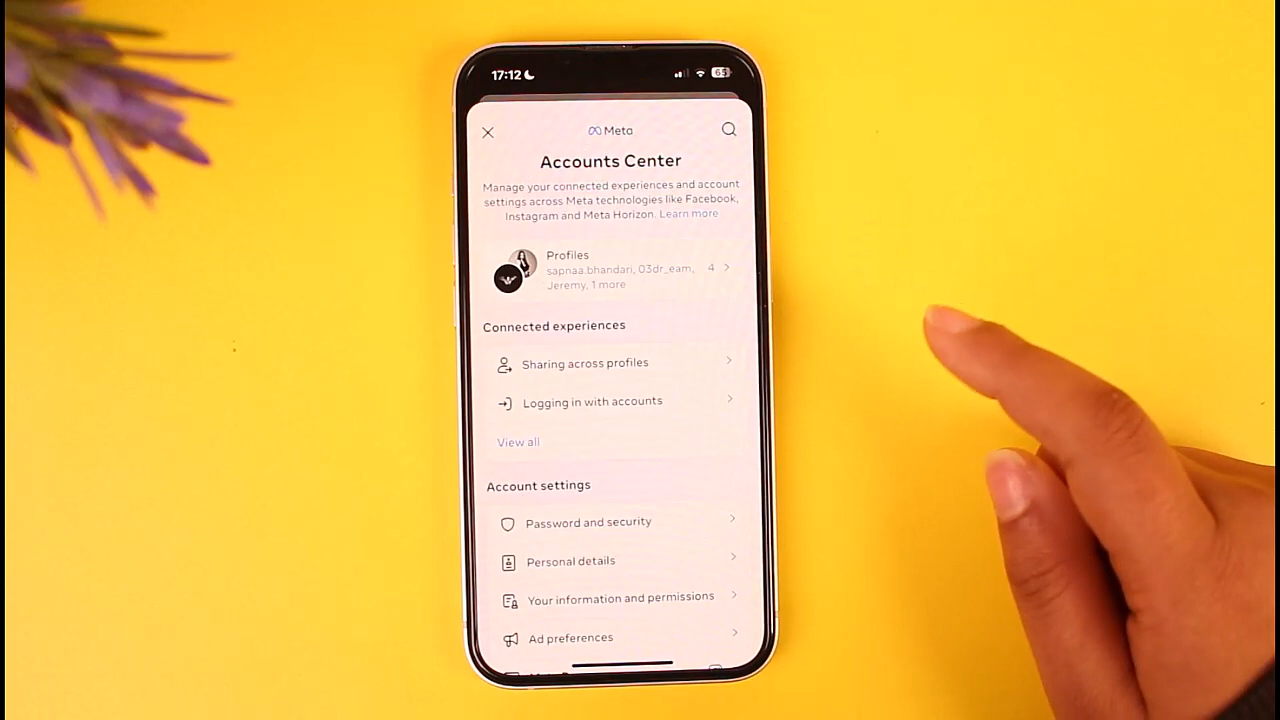 17:12
65
Meta
Accounts Center
Manage your connected experiences and account
settings across Meta technologies like Facebook,
Instagram and Meta Horizon. Learn more
Profiles
sapnaa.bhandari, 03dr_eam,
Jeremy, 1 more
4
Connected experiences
Sharing across profiles
Logging in with accounts
View all
Account settings
Password and security
Personal details
Your information and permissions
Ad preferences